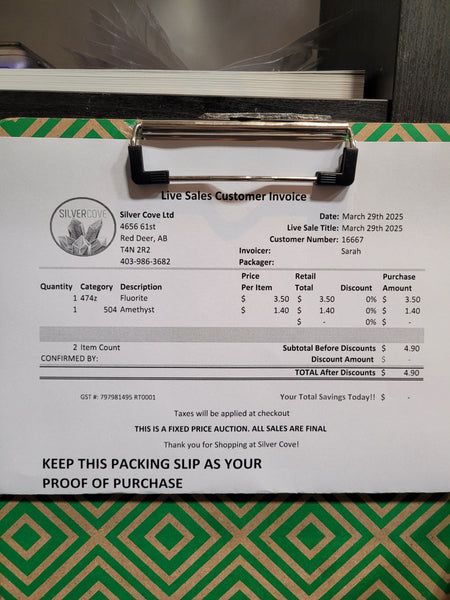 Live Sales Customer Invoice
SILVERCOVE
Silver Cove Ltd
4656 61st
Red Deer, AB
T4N 2R2
403-986-3682
Date: March 29th 2025
Live Sale Title: March 29th 2025
Customer Number: 16667
Invoicer: Sarah
Packager:
Quantity Category Description Price Per Item Retail Total Discount Purchase Amount
1 474z Fluorite $ 3.50 $ 3.50 0% $ 3.50
1 504 Amethyst $ 1.40 $ 1.40 0% $ 1.40
$ - 0% $ -
2 Item Count Subtotal Before Discounts $ 4.90
CONFIRMED BY: Discount Amount $ -
TOTAL After Discounts $ 4.90
GST #: 797981495 RT0001 Your Total Savings Today!! $ -
Taxes will be applied at checkout
THIS IS A FIXED PRICE AUCTION. ALL SALES ARE FINAL
Thank you for Shopping at Silver Cove!
KEEP THIS PACKING SLIP AS YOUR
PROOF OF PURCHASE